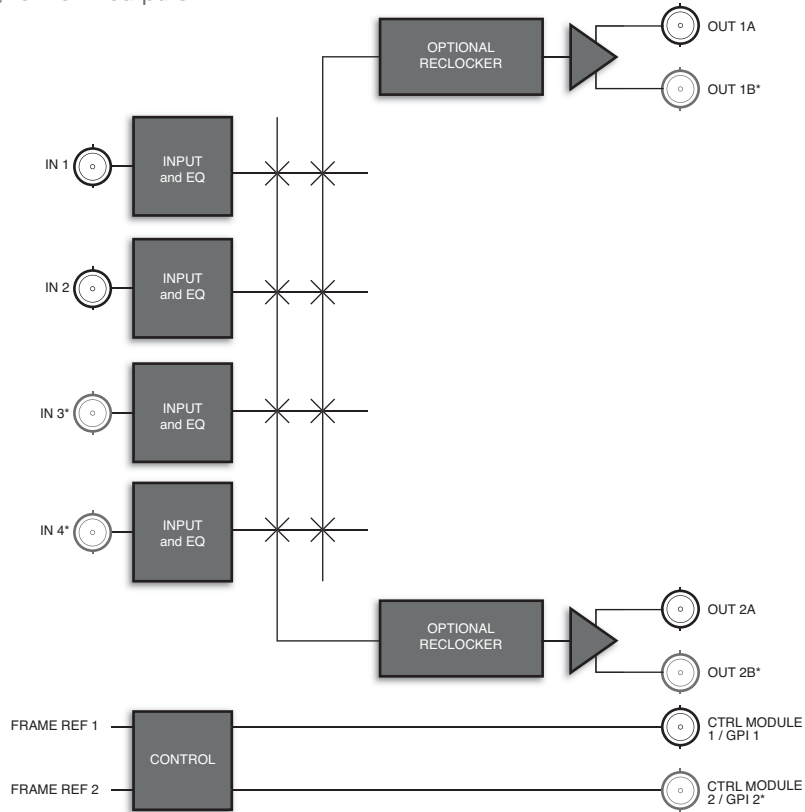 OPTIONAL
RECLOCKER
OUT 1A
OUT 1B*
IN 1
INPUT
and EQ
IN 2
INPUT
and EQ
IN 3*
INPUT
and EQ
IN 4*
INPUT
and EQ
OPTIONAL
RECLOCKER
OUT 2A
OUT 2B*
FRAME REF 1
FRAME REF 2
CONTROL
CTRL MODULE
1 / GPI 1
CTRL MODULE
2 / GPI 2*